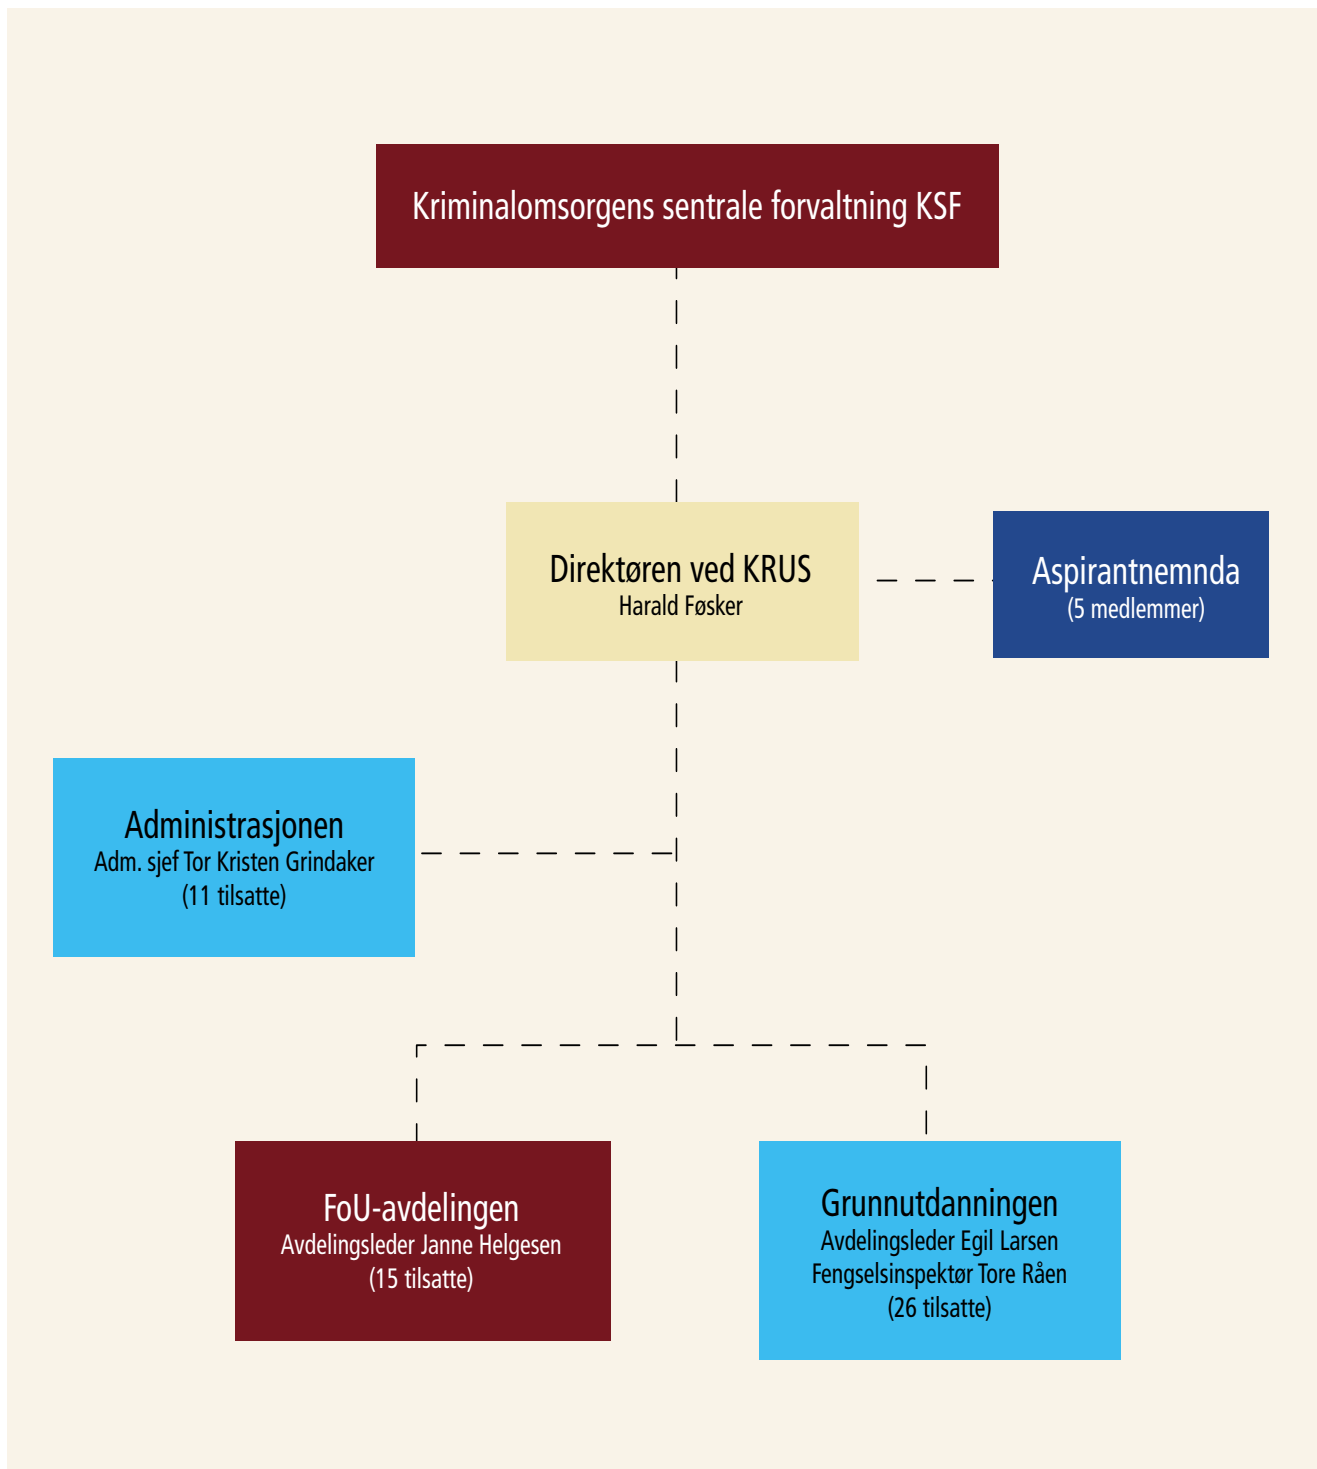 Kriminalomsorgens sentrale forvaltning KSF
Direktøren ved KRUS
Harald Føsker
Aspirantnemnda
(5 medlemmer)
Administrasjonen
Adm. sjef Tor Kristen Grindaker
(11 tilsatte)
FoU-avdelingen
Avdelingsleder Janne Helgesen
(15 tilsatte)
Grunnutdanningen
Avdelingsleder Egil Larsen
Fengselsinspektør Tore Råen
(26 tilsatte)